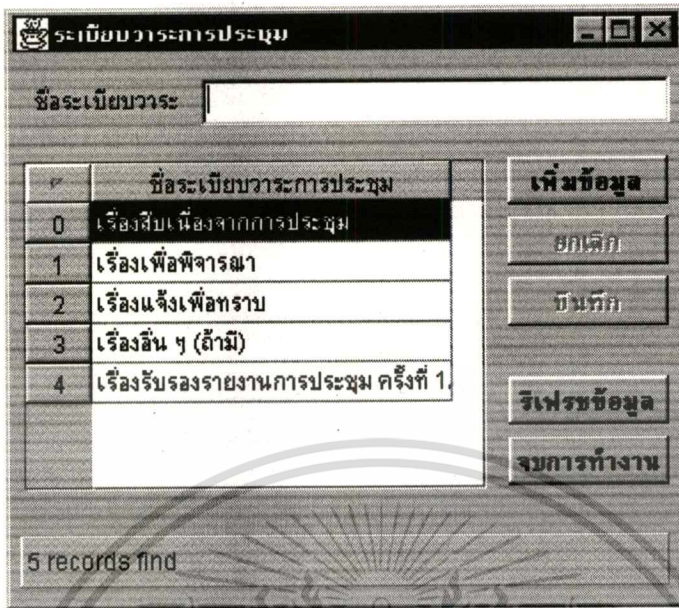 ระเบียบวาระการประชุม
ชื่อระเบียบวาระ
ชื่อระเบียบวาระการประชุม
0 เรื่องสืบเนื่องจากการประชุม
1 เรื่องเพื่อพิจารณา
2 เรื่องแจ้งเพื่อทราบ
3 เรื่องอื่น ๆ (ถ้ามี)
4 เรื่องรับรองรายงานการประชุม ครั้งที่ 1.
เพิ่มข้อมูล
ยกเลิก
บันทึก
รีเฟรชข้อมูล
จบการทำงาน
5 records find